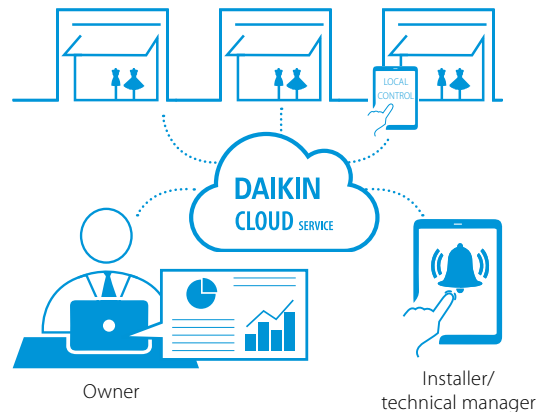 LOCAL
CONTROL
DAIKIN
CLOUD SERVICE
Owner
Installer/
technical manager